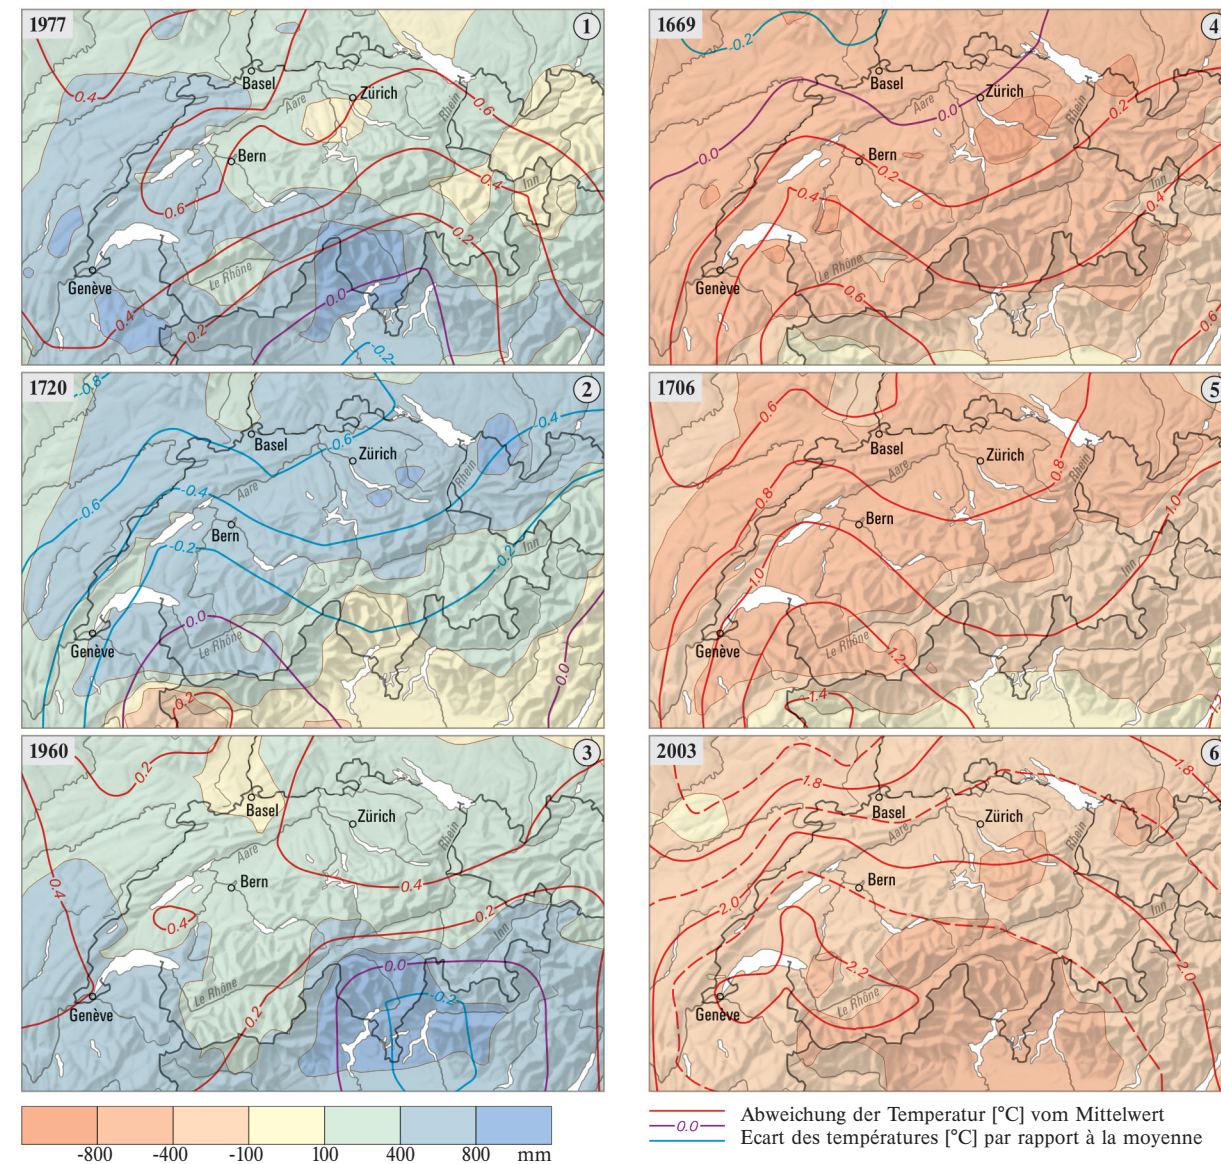 1977
1
0.4
0.6
Basel
Zürich
Aare
Rhein
Bern
0.4
Inn
0.6
0.2
Le Rhône
Genève
0.0
0.4
0.2
-0.2
1669
4
-0.2
Basel
Zürich
Aare
0.0
Rhein
0.2
0.0
Bern
0.2
Inn
0.4
0.4
Le Rhône
Genève
0.6
0.6
1720
2
-0.8
-0.4
Basel
-0.6
Zürich
Rhein
Aare
-0.4
-0.6
Bern
-0.2
Inn
-0.2
0.0
Le Rhône
Genève
0.0
0.2
1706
5
0.6
Basel
Zürich
0.8
Rhein
Aare
0.8
1.0
Bern
Inn
1.0
Le Rhône
Genève
1.2
1.4
1.2
1960
3
0.2
Basel
Zürich
Rhein
Aare
0.4
Bern
0.4
0.4
0.2
Inn
0.0
Le Rhône
-0.2
Genève
0.2
2003
6
1.8
1.8
Basel
Zürich
Aare
Rhein
Bern
2.0
Inn
2.2
2.0
Le Rhône
Genève
-800 -400 -100 100 400 800 mm
Abweichung der Temperatur [°C] vom Mittelwert
0.0
Ecart des températures [°C] par rapport à la moyenne